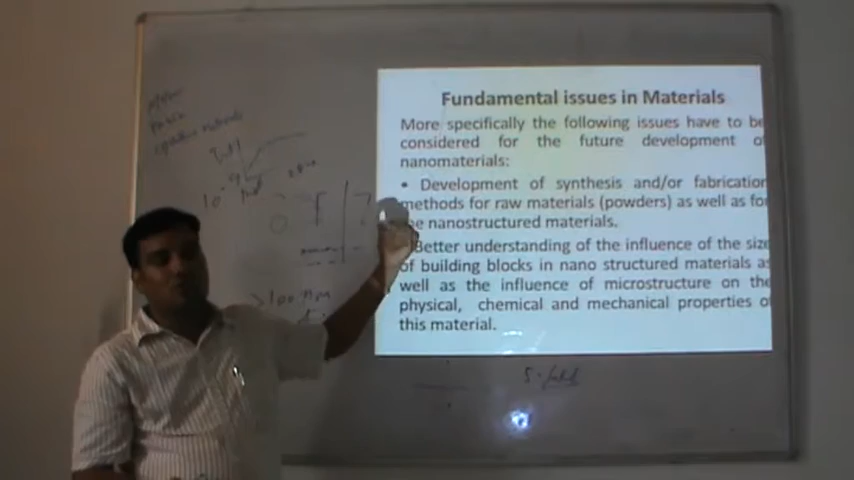 Fundamental issues in Materials
More specifically the following issues have to be
considered for the future development of
nanomaterials:
• Development of synthesis and/or fabrication
methods for raw materials (powders) as well as for
nanostructured materials.
Better understanding of the influence of the size
of building blocks in nano structured materials as
well as the influence of microstructure on the
physical, chemical and mechanical properties of
this material.
>100 nm